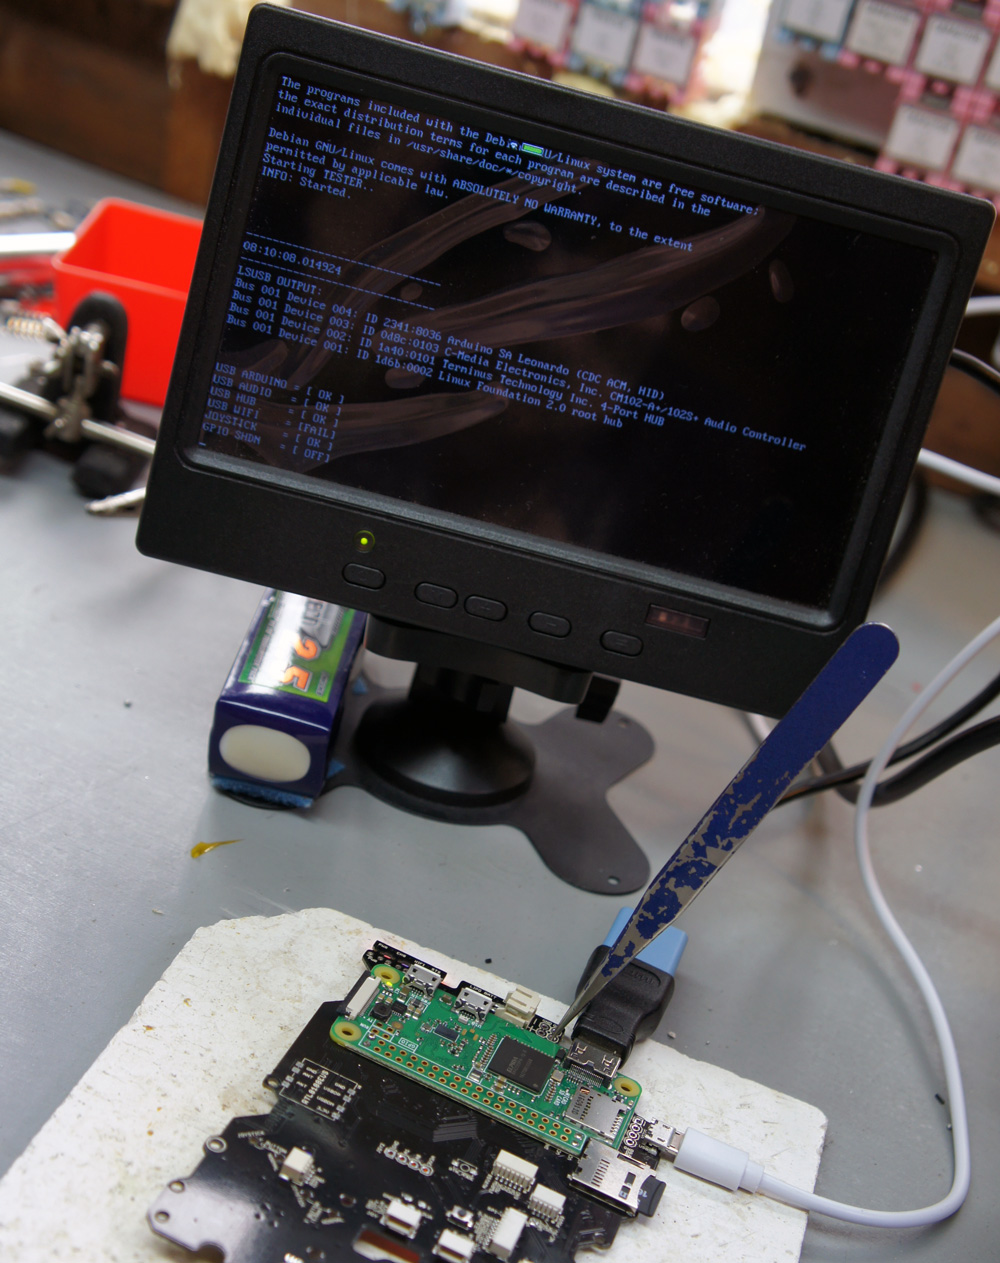 The programs included with the Debian GNU/Linux system are free software;
the exact distribution terms for each program are described in the
individual files in /usr/share/doc/*/copyright.
Debian GNU/Linux comes with ABSOLUTELY NO WARRANTY, to the extent
permitted by applicable law.
Starting TESTER..
INFO: Started.
08:10:08.014924
LSUSB OUTPUT:
Bus 001 Device 004: ID 2341:8036 Arduino SA Leonardo (CDC ACM, HID)
Bus 001 Device 003: ID 0d8c:0103 C-Media Electronics, Inc. CM102-A+/102S+ Audio Controller
Bus 001 Device 002: ID 1a40:0101 Terminus Technology Inc. 4-Port HUB
Bus 001 Device 001: ID 1d6b:0002 Linux Foundation 2.0 root hub
USB ARDUINO = [ OK ]
USB AUDIO = [ OK ]
USB HUB = [ OK ]
USB WIFI = [FAIL]
JOYSTICK = [ OK ]
GPIO SHDN = [ OFF]
2.5
JOYSTICK